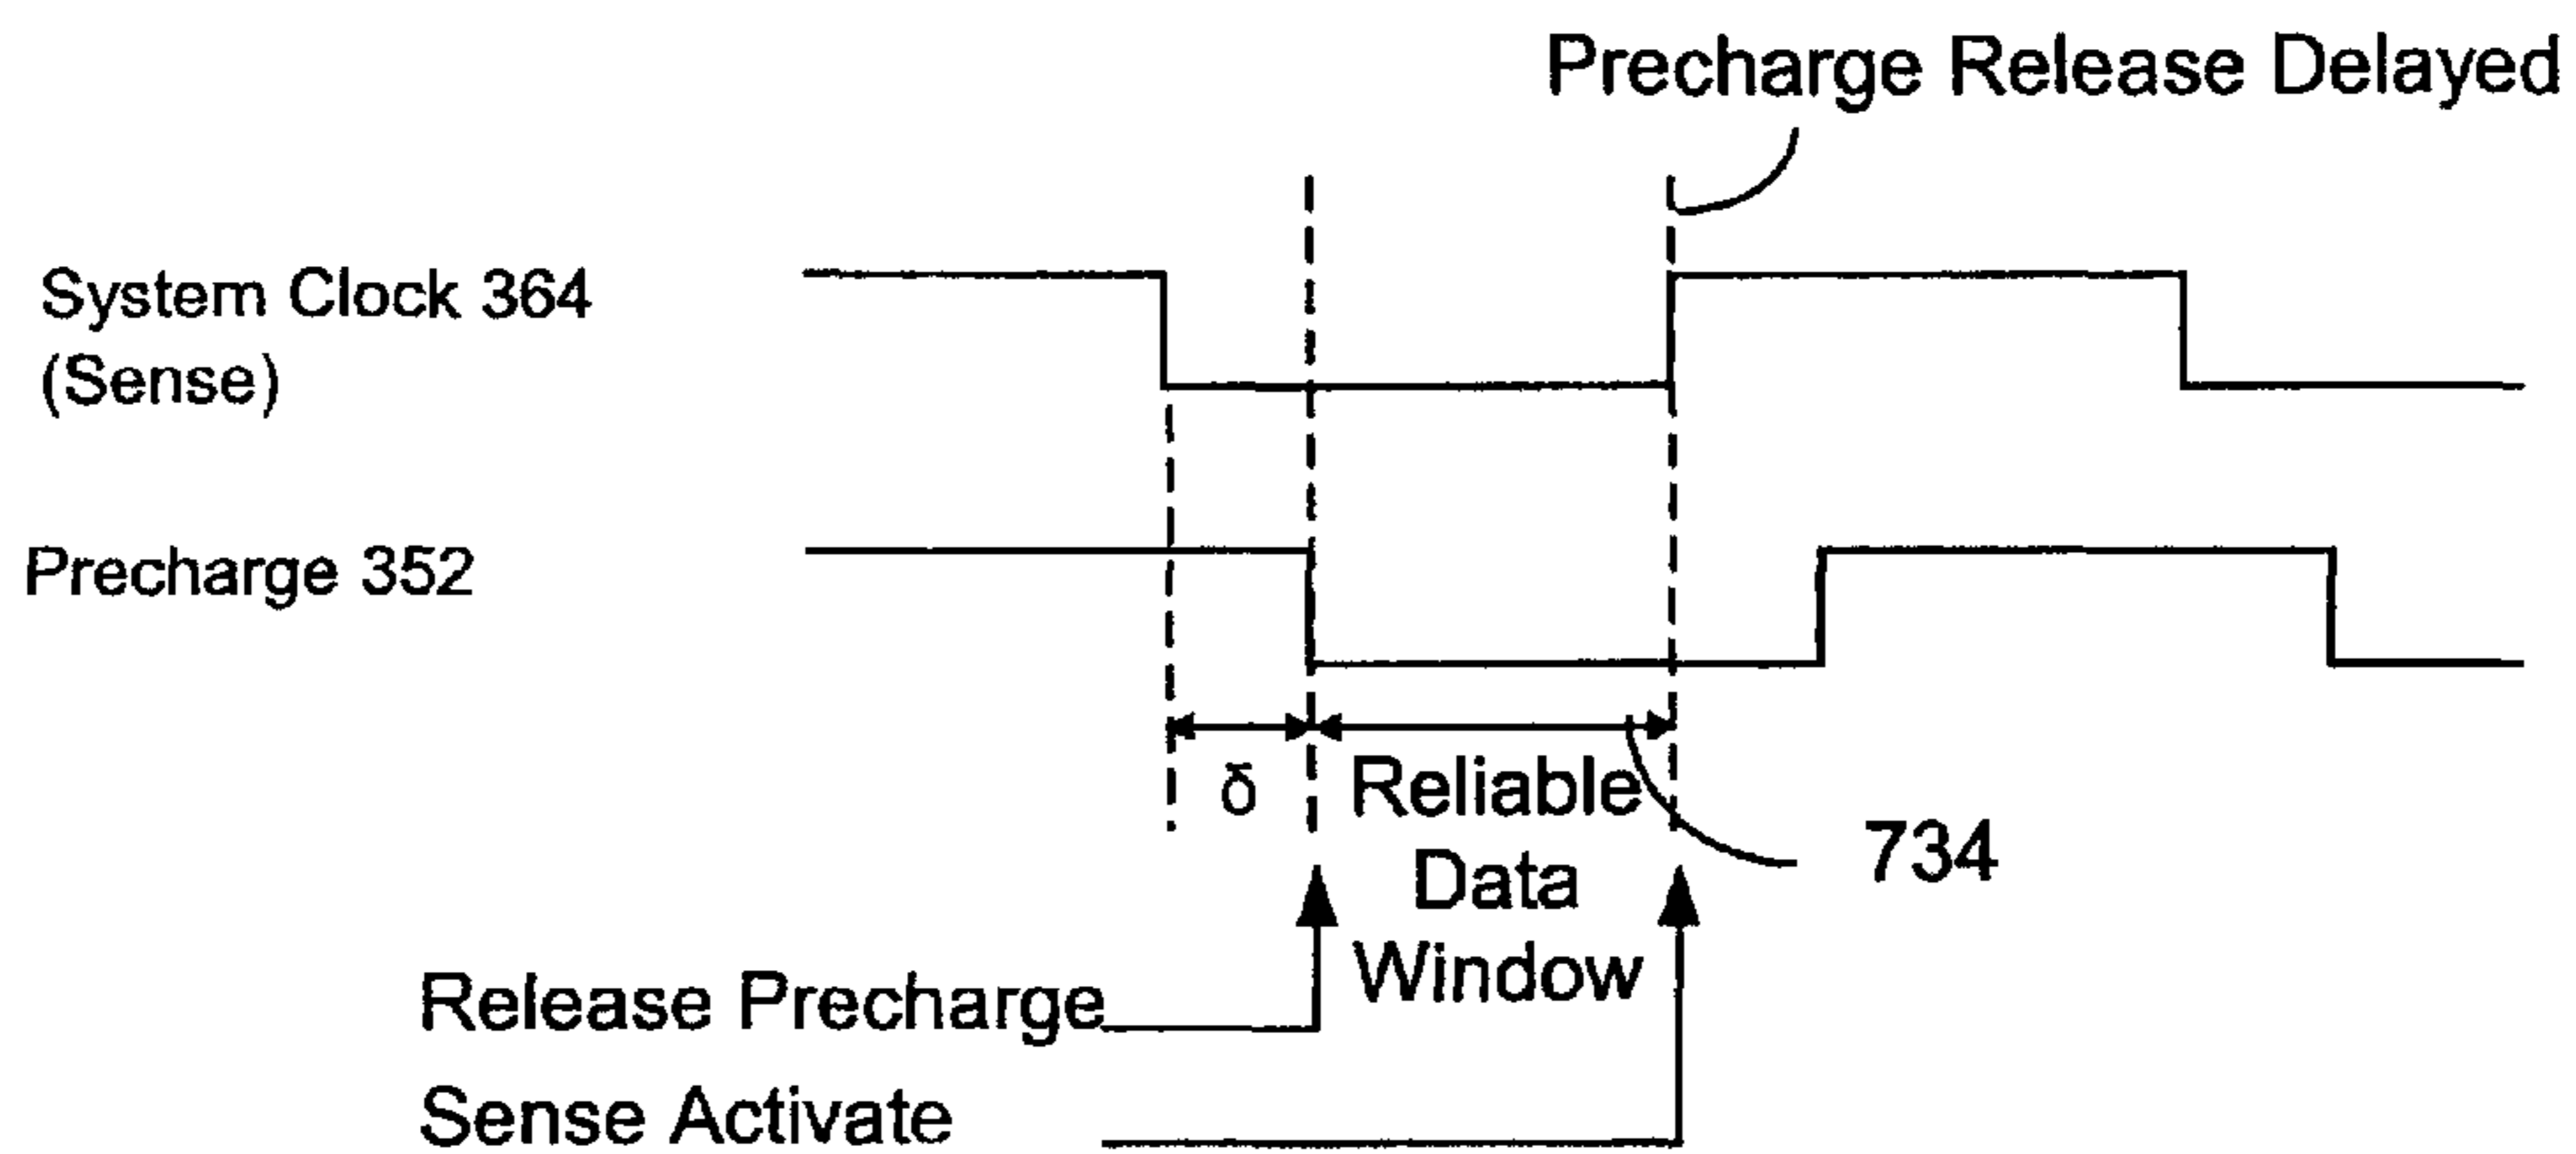 Precharge Release Delayed
System Clock 364
(Sense)
Precharge 352
δ
Reliable
Data
Window
734
Release Precharge
Sense Activate